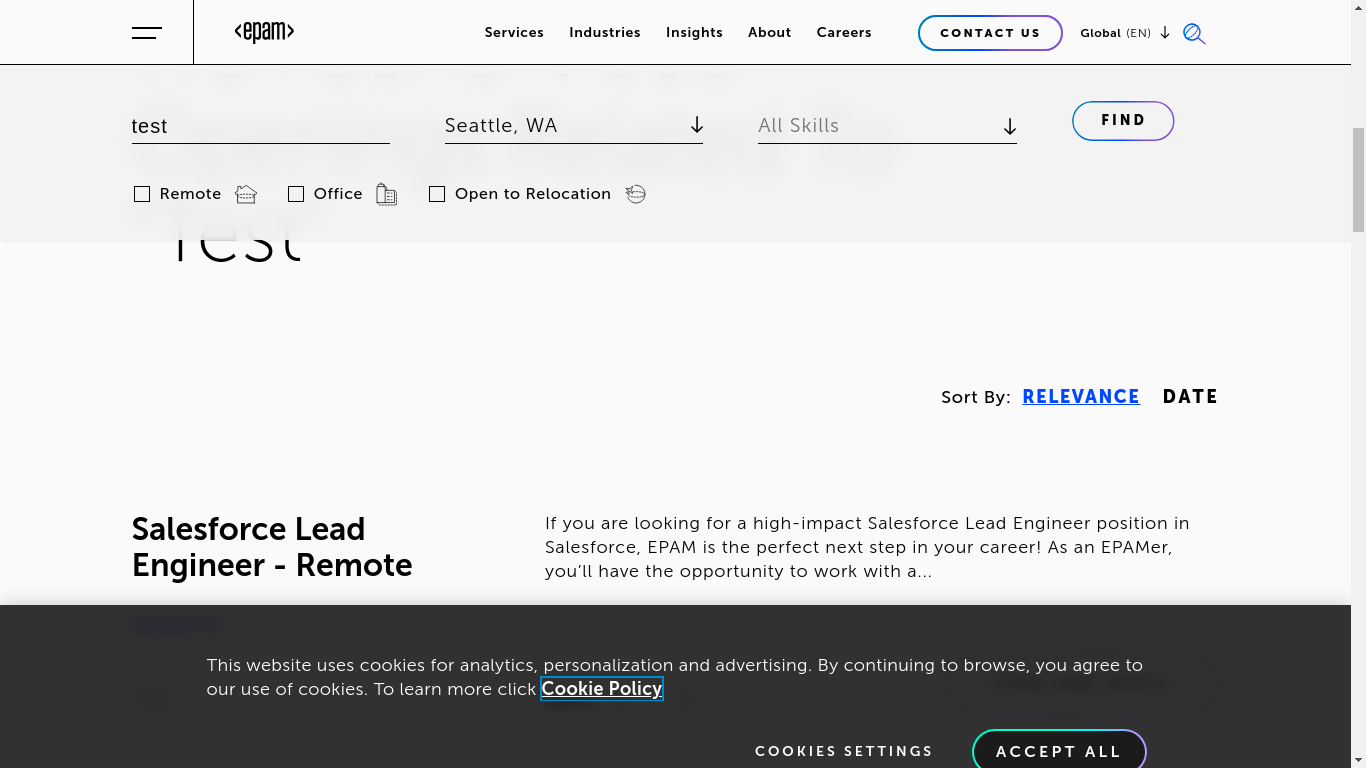 <epam>
Services
Industries
Insights
About
Careers
CONTACT US
Global (EN)
test
Seattle, WA
All Skills
FIND
Remote
Office
Open to Relocation
Test
Sort By: RELEVANCE DATE
Salesforce Lead
Engineer - Remote
If you are looking for a high-impact Salesforce Lead Engineer position in
Salesforce, EPAM is the perfect next step in your career! As an EPAMer,
you’ll have the opportunity to work with a...
This website uses cookies for analytics, personalization and advertising. By continuing to browse, you agree to
our use of cookies. To learn more click Cookie Policy
COOKIES SETTINGS
ACCEPT ALL